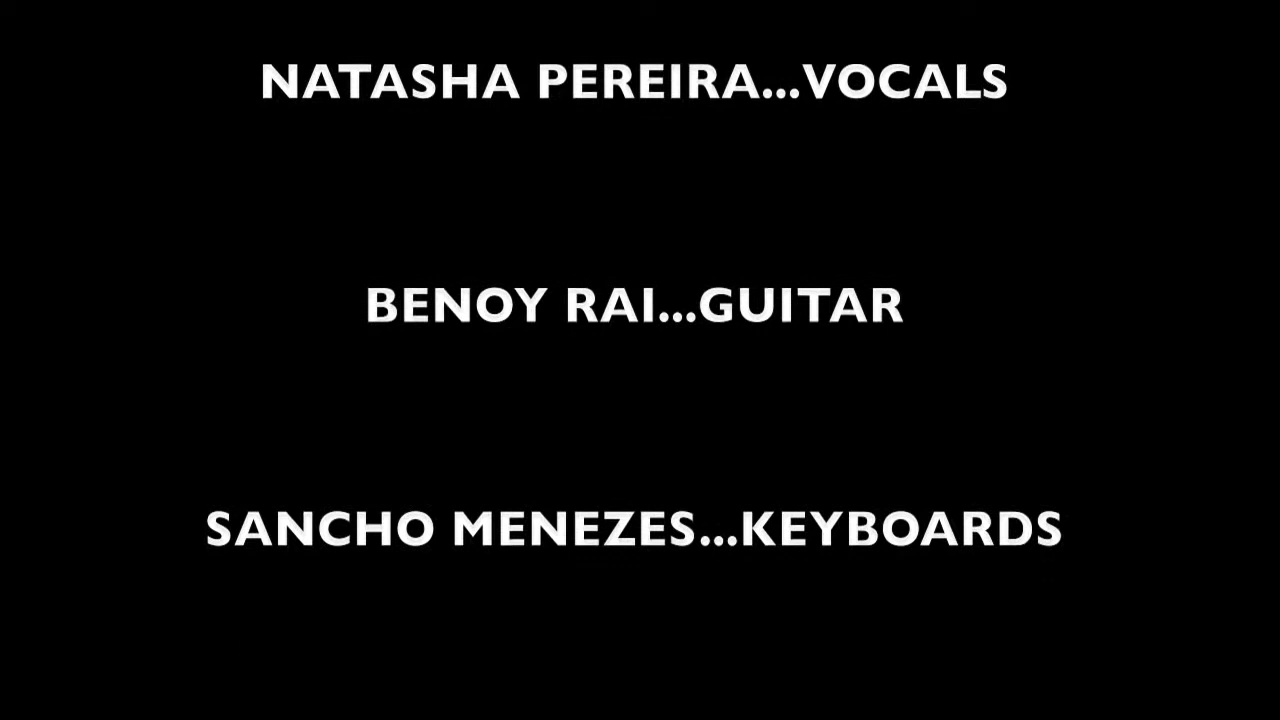 NATASHA PEREIRA...VOCALS
BENOY RAI...GUITAR
SANCHO MENEZES...KEYBOARDS